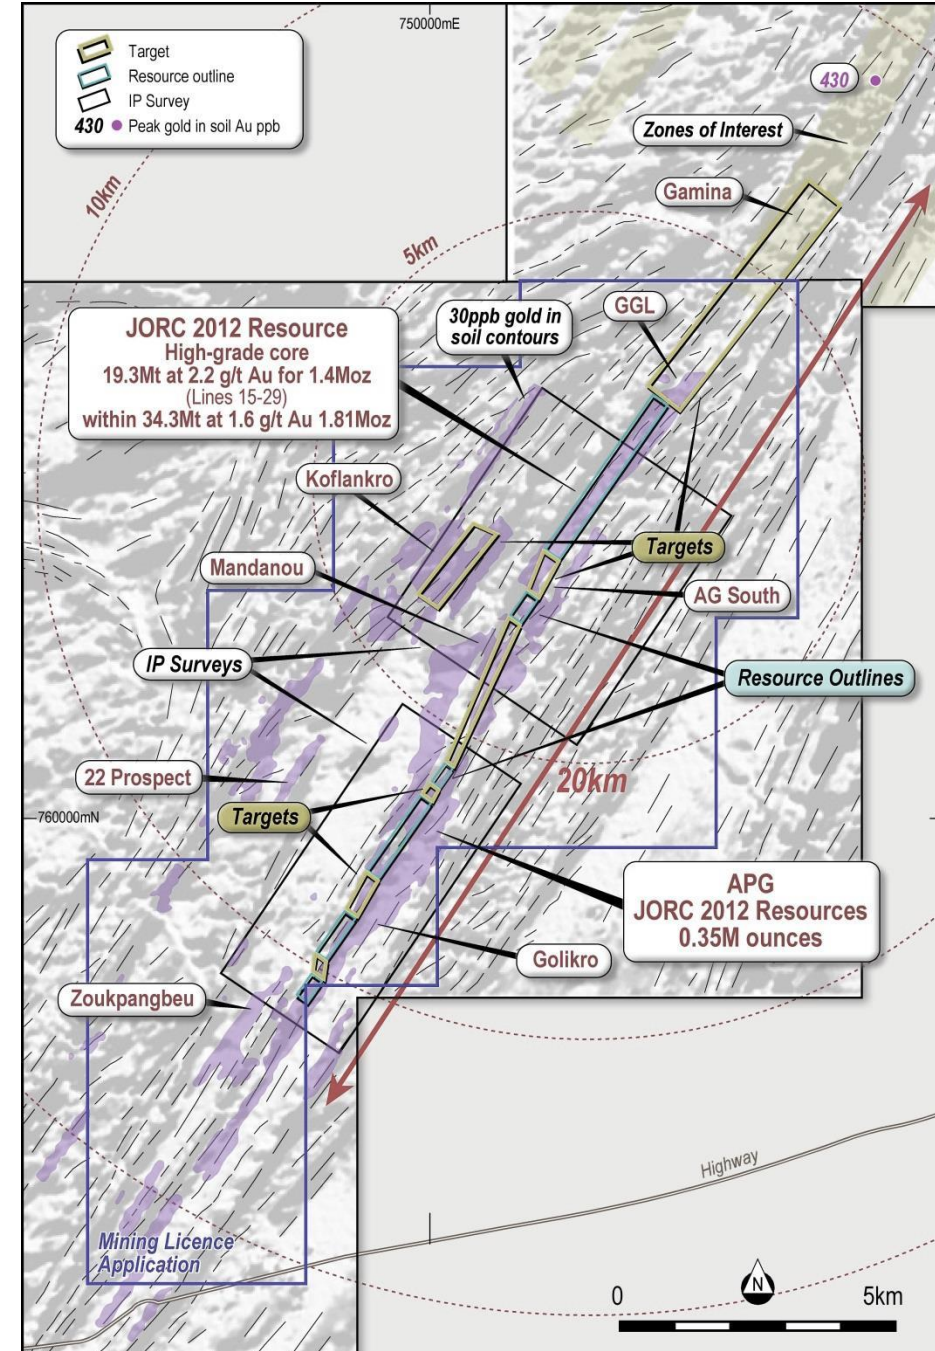 750000mE
Target
Resource outline
IP Survey
430 Peak gold in soil Au ppb
430
Zones of Interest
Gamina
10km
5km
GGL
30ppb gold in
soil contours
JORC 2012 Resource
High-grade core
19.3Mt at 2.2 g/t Au for 1.4Moz
(Lines 15-29)
within 34.3Mt at 1.6 g/t Au 1.81Moz
Koflankro
Targets
Mandanou
AG South
IP Surveys
Resource Outlines
22 Prospect
20km
760000mN
Targets
APG
JORC 2012 Resources
0.35M ounces
Golikro
Zoukpangbeu
Highway
Mining Licence
Application
N
0 5km